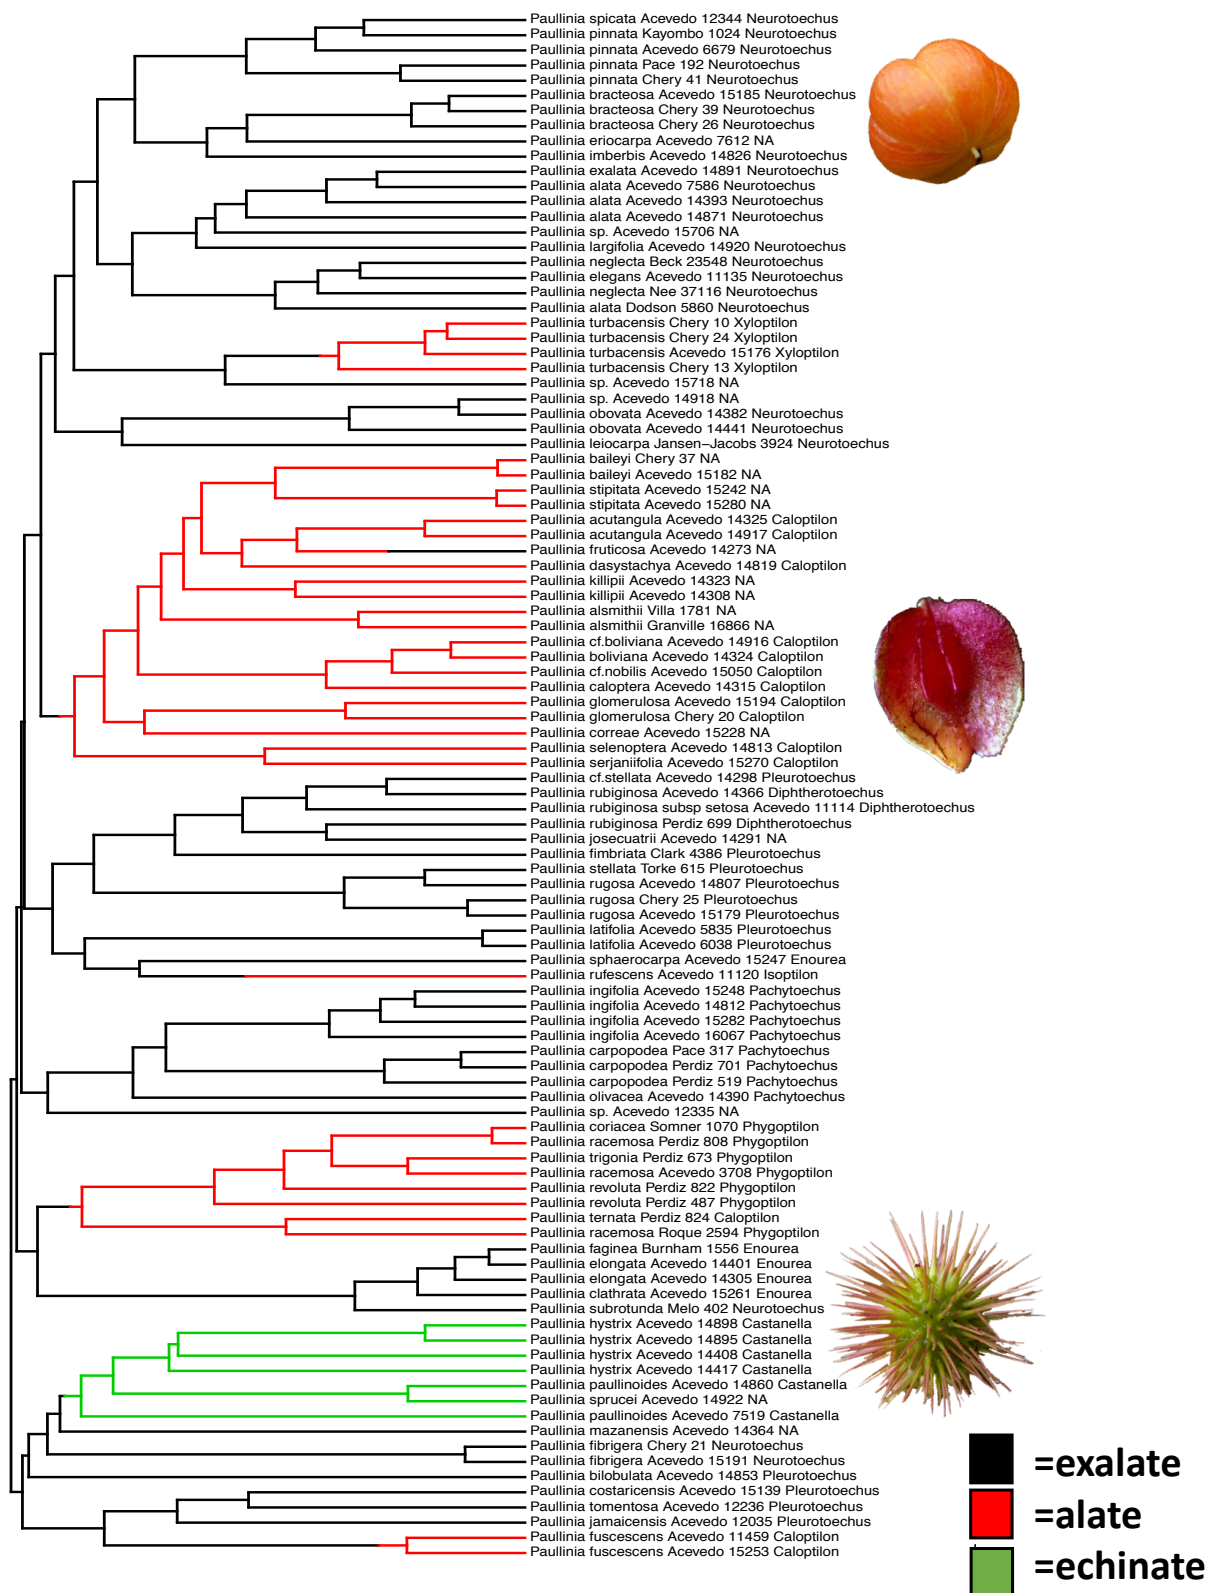 Paullinia spicata Acevedo 12344 Neurotoechus
Paullinia pinnata Kayombo 1024 Neurotoechus
Paullinia pinnata Acevedo 6679 Neurotoechus
Paullinia pinnata Pace 192 Neurotoechus
Paullinia pinnata Chery 41 Neurotoechus
Paullinia bracteosa Acevedo 15185 Neurotoechus
Paullinia bracteosa Chery 39 Neurotoechus
Paullinia bracteosa Chery 26 Neurotoechus
Paullinia eriocarpa Acevedo 7612 NA
Paullinia imberbis Acevedo 14826 Neurotoechus
Paullinia exalata Acevedo 14891 Neurotoechus
Paullinia alata Acevedo 7586 Neurotoechus
Paullinia alata Acevedo 14393 Neurotoechus
Paullinia alata Acevedo 14871 Neurotoechus
Paullinia sp. Acevedo 15706 NA
Paullinia largifolia Acevedo 14920 Neurotoechus
Paullinia neglecta Beck 23548 Neurotoechus
Paullinia elegans Acevedo 11135 Neurotoechus
Paullinia neglecta Nee 37116 Neurotoechus
Paullinia alata Dodson 5860 Neurotoechus
Paullinia turbacensis Chery 10 Xyloptilon
Paullinia turbacensis Chery 24 Xyloptilon
Paullinia turbacensis Acevedo 15176 Xyloptilon
Paullinia turbacensis Chery 13 Xyloptilon
Paullinia sp. Acevedo 15718 NA
Paullinia sp. Acevedo 14918 NA
Paullinia obovata Acevedo 14382 Neurotoechus
Paullinia obovata Acevedo 14441 Neurotoechus
Paullinia leiocarpa Jansen−Jacobs 3924 Neurotoechus
Paullinia baileyi Chery 37 NA
Paullinia baileyi Acevedo 15182 NA
Paullinia stipitata Acevedo 15242 NA
Paullinia stipitata Acevedo 15280 NA
Paullinia acutangula Acevedo 14325 Caloptilon
Paullinia acutangula Acevedo 14917 Caloptilon
Paullinia fruticosa Acevedo 14273 NA
Paullinia dasystachya Acevedo 14819 Caloptilon
Paullinia killipii Acevedo 14323 NA
Paullinia killipii Acevedo 14308 NA
Paullinia alsmithii Villa 1781 NA
Paullinia alsmithii Granville 16866 NA
Paullinia cf.boliviana Acevedo 14916 Caloptilon
Paullinia boliviana Acevedo 14324 Caloptilon
Paullinia cf.nobilis Acevedo 15050 Caloptilon
Paullinia caloptera Acevedo 14315 Caloptilon
Paullinia glomerulosa Acevedo 15194 Caloptilon
Paullinia glomerulosa Chery 20 Caloptilon
Paullinia correae Acevedo 15228 NA
Paullinia selenoptera Acevedo 14813 Caloptilon
Paullinia serjaniifolia Acevedo 15270 Caloptilon
Paullinia cf.stellata Acevedo 14298 Pleurotoechus
Paullinia rubiginosa Acevedo 14366 Diphtherotoechus
Paullinia rubiginosa subsp setosa Acevedo 11114 Diphtherotoechus
Paullinia rubiginosa Perdiz 699 Diphtherotoechus
Paullinia josecuatrii Acevedo 14291 NA
Paullinia fimbriata Clark 4386 Pleurotoechus
Paullinia stellata Torke 615 Pleurotoechus
Paullinia rugosa Acevedo 14807 Pleurotoechus
Paullinia rugosa Chery 25 Pleurotoechus
Paullinia rugosa Acevedo 15179 Pleurotoechus
Paullinia latifolia Acevedo 5835 Pleurotoechus
Paullinia latifolia Acevedo 6038 Pleurotoechus
Paullinia sphaerocarpa Acevedo 15247 Enourea
Paullinia rufescens Acevedo 11120 Isoptilon
Paullinia ingifolia Acevedo 15248 Pachytoechus
Paullinia ingifolia Acevedo 14812 Pachytoechus
Paullinia ingifolia Acevedo 15282 Pachytoechus
Paullinia ingifolia Acevedo 16067 Pachytoechus
Paullinia carpopodea Pace 317 Pachytoechus
Paullinia carpopodea Perdiz 701 Pachytoechus
Paullinia carpopodea Perdiz 519 Pachytoechus
Paullinia olivacea Acevedo 14390 Pachytoechus
Paullinia sp. Acevedo 12335 NA
Paullinia coriacea Somner 1070 Phygoptilon
Paullinia racemosa Perdiz 808 Phygoptilon
Paullinia trigonia Perdiz 673 Phygoptilon
Paullinia racemosa Acevedo 3708 Phygoptilon
Paullinia revoluta Perdiz 822 Phygoptilon
Paullinia revoluta Perdiz 487 Phygoptilon
Paullinia ternata Perdiz 824 Caloptilon
Paullinia racemosa Roque 2594 Phygoptilon
Paullinia faginea Burnham 1556 Enourea
Paullinia elongata Acevedo 14401 Enourea
Paullinia elongata Acevedo 14305 Enourea
Paullinia clathrata Acevedo 15261 Enourea
Paullinia subrotunda Melo 402 Neurotoechus
Paullinia hystrix Acevedo 14898 Castanella
Paullinia hystrix Acevedo 14895 Castanella
Paullinia hystrix Acevedo 14408 Castanella
Paullinia hystrix Acevedo 14417 Castanella
Paullinia paullinoides Acevedo 14860 Castanella
Paullinia sprucei Acevedo 14922 NA
Paullinia paullinoides Acevedo 7519 Castanella
Paullinia mazanensis Acevedo 14364 NA
Paullinia fibrigera Chery 21 Neurotoechus
Paullinia fibrigera Acevedo 15191 Neurotoechus
Paullinia bilobulata Acevedo 14853 Pleurotoechus
Paullinia costaricensis Acevedo 15139 Pleurotoechus
Paullinia tomentosa Acevedo 12236 Pleurotoechus
Paullinia jamaicensis Acevedo 12035 Pleurotoechus
Paullinia fuscescens Acevedo 11459 Caloptilon
Paullinia fuscescens Acevedo 15253 Caloptilon
=exalate
=alate
=echinate